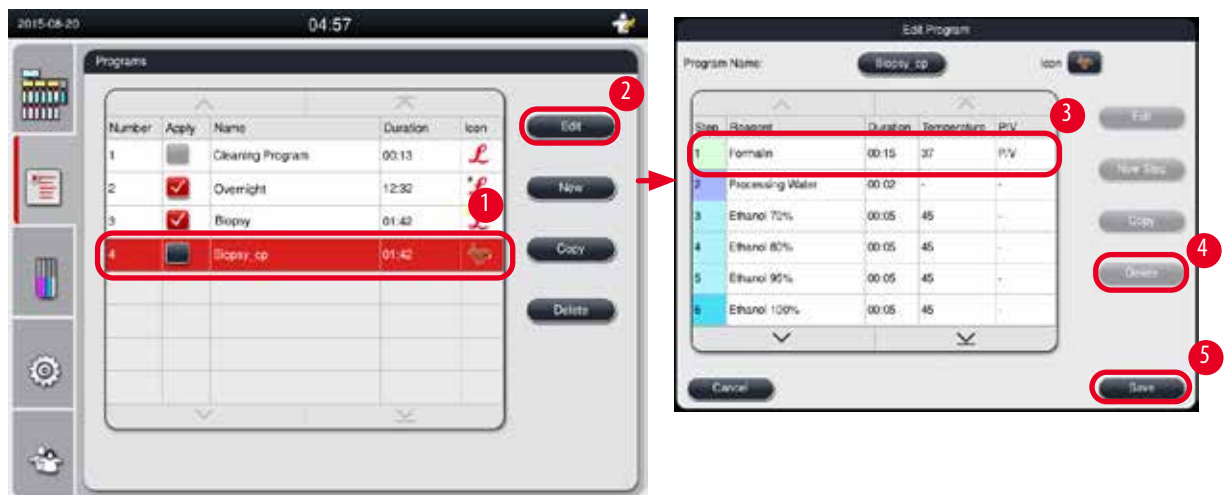 2015-08-20 04:57
Programs
Number Apply Name Duration Icon
1 Cleaning Program 00:13 L
2 Overnight 12:32 *L
3 Biopsy 01:42 L
4 Biopsy_cp 01:42
Edit
New
Copy
Delete
1
2
Edit Program
Program Name: Biopsy_cp Icon
Step Reagent Duration Temperature P/V
1 Formalin 00:15 37 P/V
2 Processing Water 00:02 - -
3 Ethanol 70% 00:05 45 -
4 Ethanol 80% 00:05 45 -
5 Ethanol 95% 00:05 45 -
6 Ethanol 100% 00:05 45 -
Edit
New Step
Copy
Delete
Cancel
Save
3
4
5